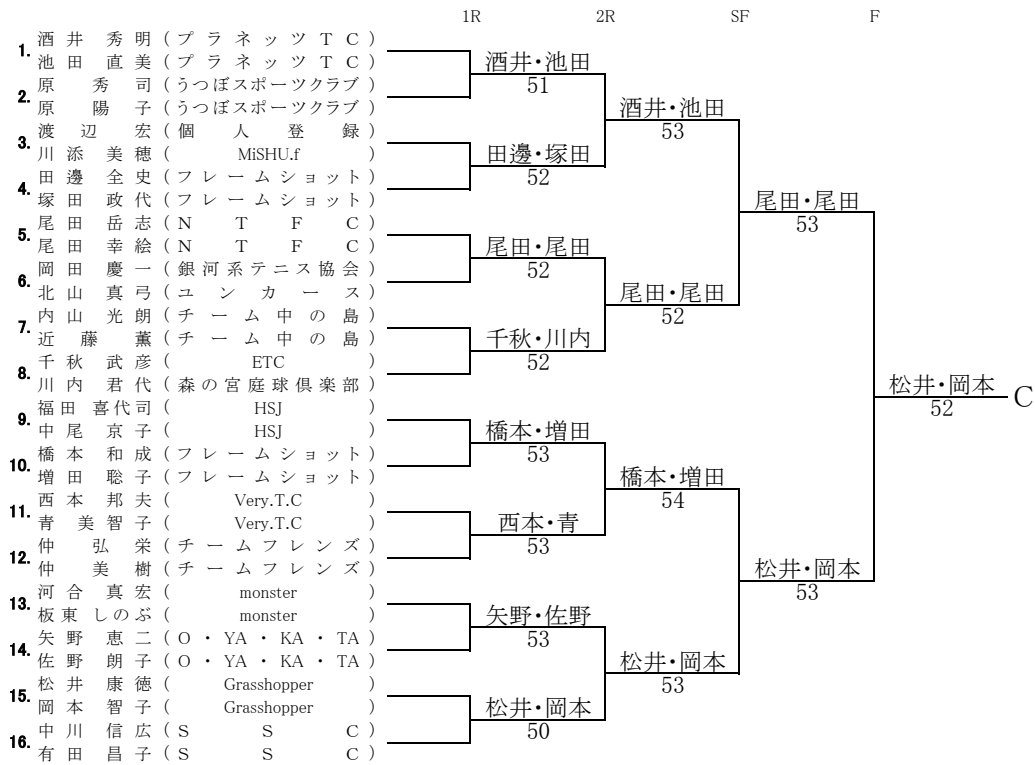 1R 2R SF F
1. 酒井 秀明 (プラネッツTC)
池田 直美 (プラネッツTC)
2. 原 秀司 (うつぼスポーツクラブ)
原 陽子 (うつぼスポーツクラブ)
3. 渡辺 宏 (個人登録)
川添 美穂 (MiSHU.f)
4. 田邊 全史 (フレームショット)
塚田 政代 (フレームショット)
5. 尾田 岳志 (NTFC)
尾田 幸絵 (NTFC)
6. 岡田 慶一 (銀河系テニス協会)
北山 真弓 (ユンカース)
7. 内山 光朗 (チーム中の島)
近藤 薫 (チーム中の島)
8. 千秋 武彦 (ETC)
川内 君代 (森の宮庭球倶楽部)
9. 福田 喜代司 (HSJ)
中尾 京子 (HSJ)
10. 橋本 和成 (フレームショット)
増田 聡子 (フレームショット)
11. 西本 邦夫 (Very.T.C)
青 美智子 (Very.T.C)
12. 仲 弘栄 (チームフレンズ)
仲 美樹 (チームフレンズ)
13. 河合 真宏 (monster)
板東 しのぶ (monster)
14. 矢野 恵二 (O・YA・KA・TA)
佐野 朗子 (O・YA・KA・TA)
15. 松井 康徳 (Grasshopper)
岡本 智子 (Grasshopper)
16. 中川 信広 (SSC)
有田 昌子 (SSC)
酒井・池田
51
田邊・塚田
52
尾田・尾田
52
千秋・川内
52
橋本・増田
53
西本・青
53
矢野・佐野
53
松井・岡本
50
酒井・池田
53
尾田・尾田
52
橋本・増田
54
松井・岡本
53
尾田・尾田
53
松井・岡本
53
松井・岡本
52
C